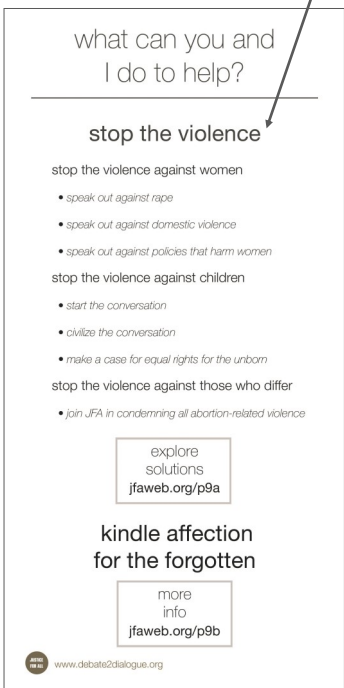 what can you and
I do to help?
stop the violence
stop the violence against women
• speak out against rape
• speak out against domestic violence
• speak out against policies that harm women
stop the violence against children
• start the conversation
• civilize the conversation
• make a case for equal rights for the unborn
stop the violence against those who differ
• join JFA in condemning all abortion-related violence
explore
solutions
jfaweb.org/p9a
kindle affection
for the forgotten
more
info
jfaweb.org/p9b
JUSTICE
FOR ALL
www.debate2dialogue.org